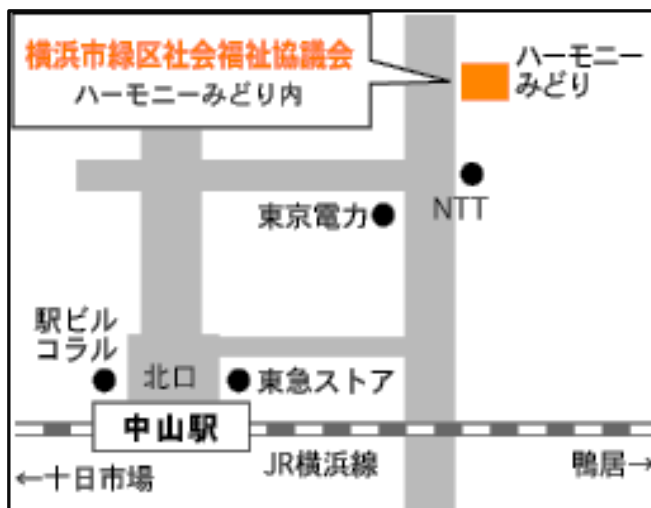 横浜市緑区社会福祉協議会
ハーモニーみどり内
ハーモニー
みどり
東京電力
NTT
駅ビル
コラル
北口
東急ストア
中山駅
←十日市場
JR横浜線
鴨居→